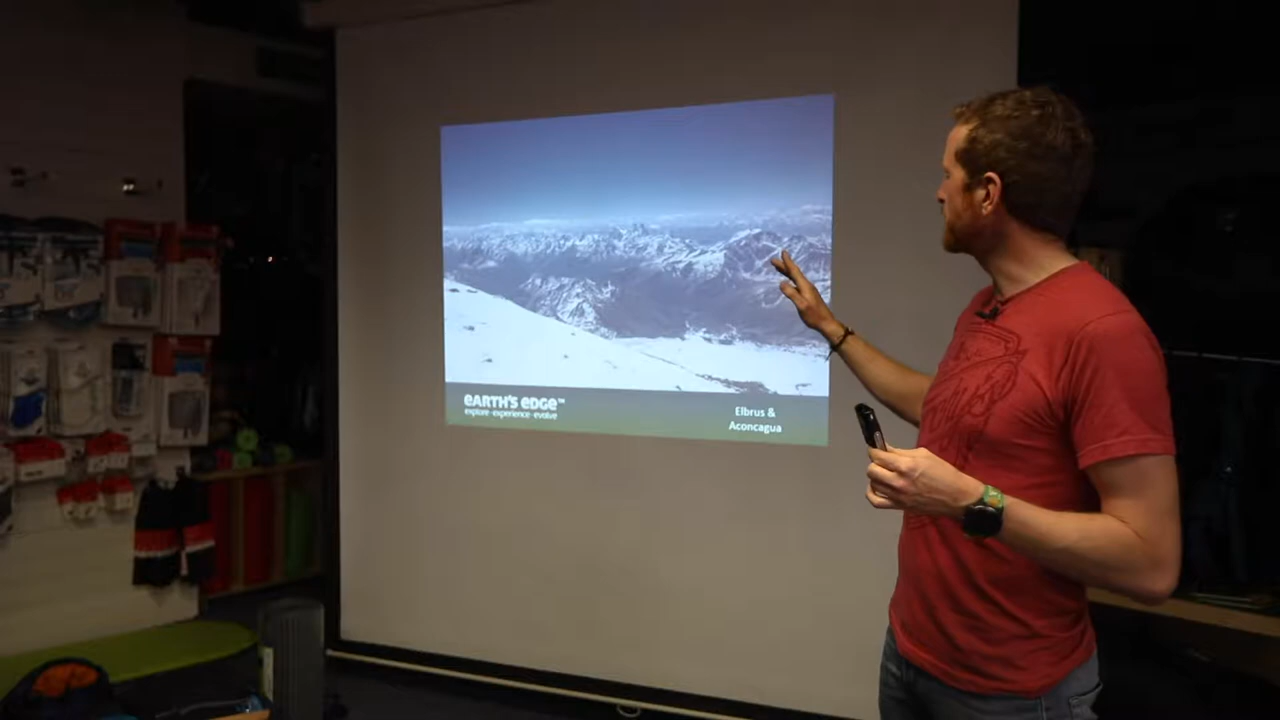 EARTH'S EDGE™
explore · experience · evolve
Elbrus &
Aconcagua